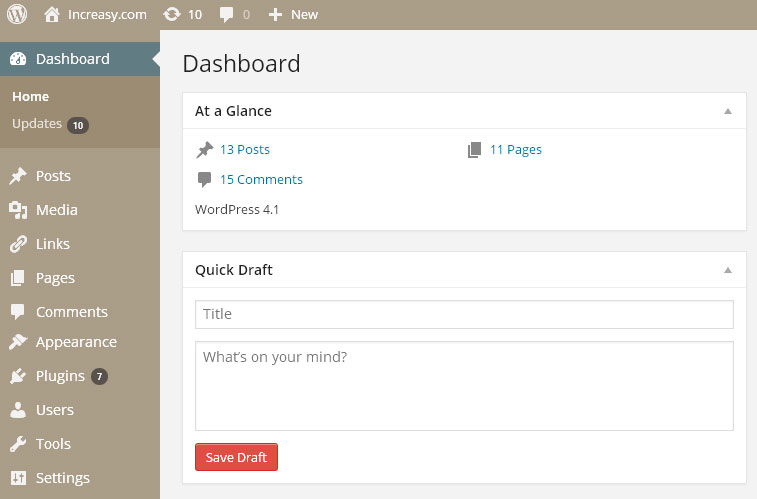 Increasy.com 10 0 New
Dashboard
Home
Updates 10
Posts
Media
Links
Pages
Comments
Appearance
Plugins 7
Users
Tools
Settings
Dashboard
At a Glance
13 Posts 11 Pages
15 Comments
WordPress 4.1
Quick Draft
Title
What's on your mind?
Save Draft